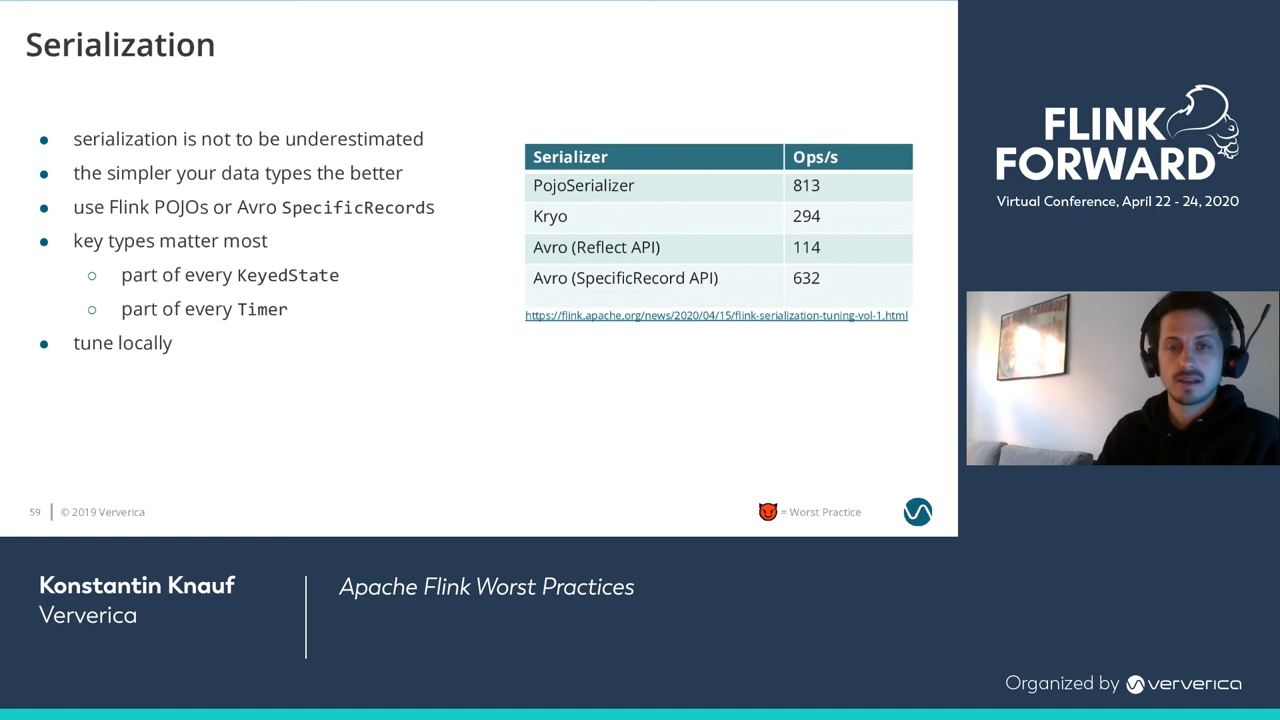 Serialization
● serialization is not to be underestimated
● the simpler your data types the better
● use Flink POJOs or Avro SpecificRecords
● key types matter most
○ part of every KeyedState
○ part of every Timer
● tune locally
Serializer Ops/s
PojoSerializer 813
Kryo 294
Avro (Reflect API) 114
Avro (SpecificRecord API) 632
https://flink.apache.org/news/2020/04/15/flink-serialization-tuning-vol-1.html
59 © 2019 Ververica
= Worst Practice
FLINK
FORWARD
Virtual Conference, April 22 - 24, 2020
Konstantin Knauf
Ververica
Apache Flink Worst Practices
Organized by ververica